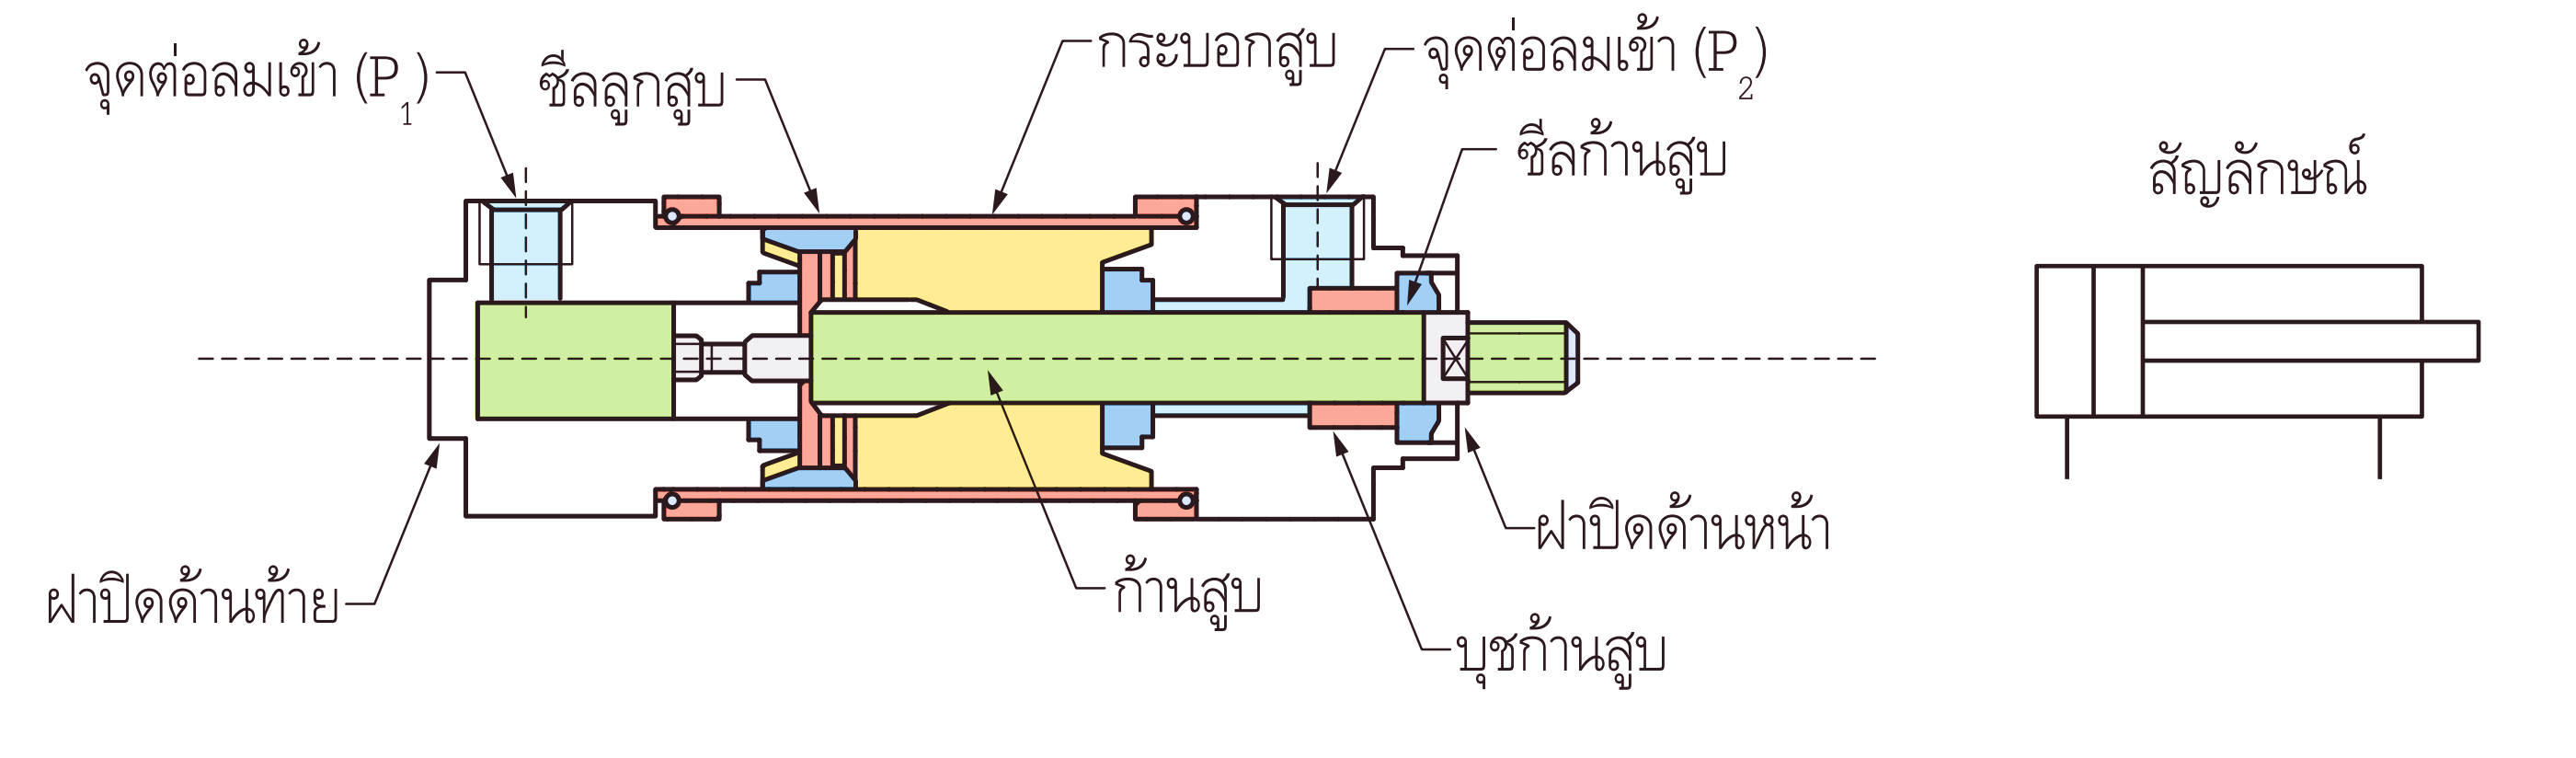 จุดต่อลมเข้า (P1)
ซีลลูกสูบ
กระบอกสูบ
จุดต่อลมเข้า (P2)
ซีลก้านสูบ
สัญลักษณ์
ฝาปิดด้านท้าย
ก้านสูบ
ฝาปิดด้านหน้า
บุชก้านสูบ